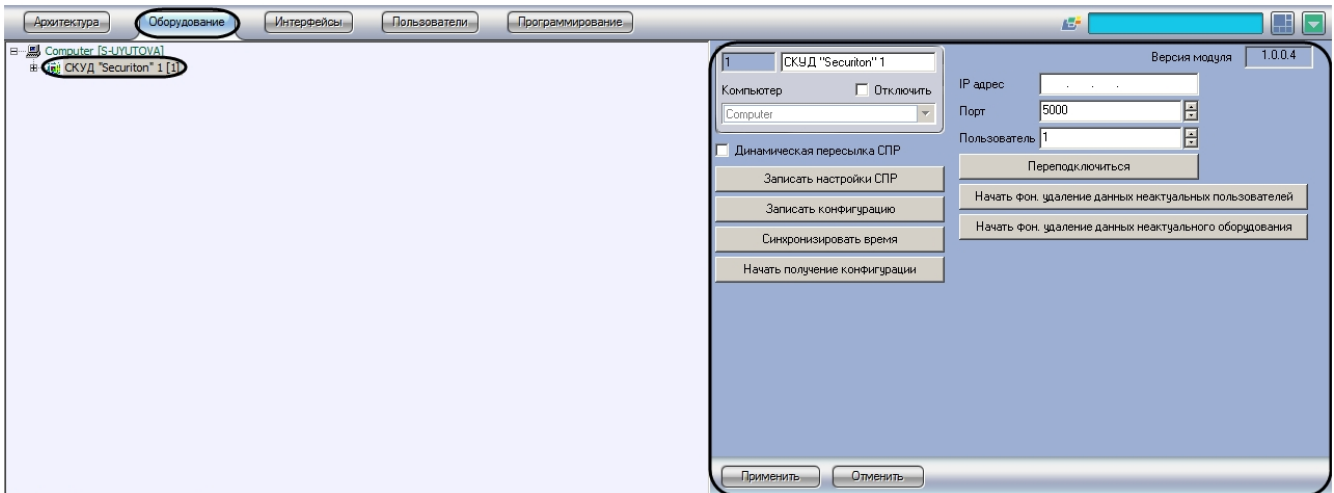 Архитектура Оборудование Интерфейсы Пользователи Программирование
Computer [S-UYUTOVA]
СКУД "Securiton" 1 [1]
1 СКУД "Securiton" 1
Компьютер Отключить
Computer
Динамическая пересылка СПР
Записать настройки СПР
Записать конфигурацию
Синхронизировать время
Начать получение конфигурации
Версия модуля 1.0.0.4
IP адрес . . .
Порт 5000
Пользователь 1
Переподключиться
Начать фон. удаление данных неактуальных пользователей
Начать фон. удаление данных неактуального оборудования
Применить Отменить